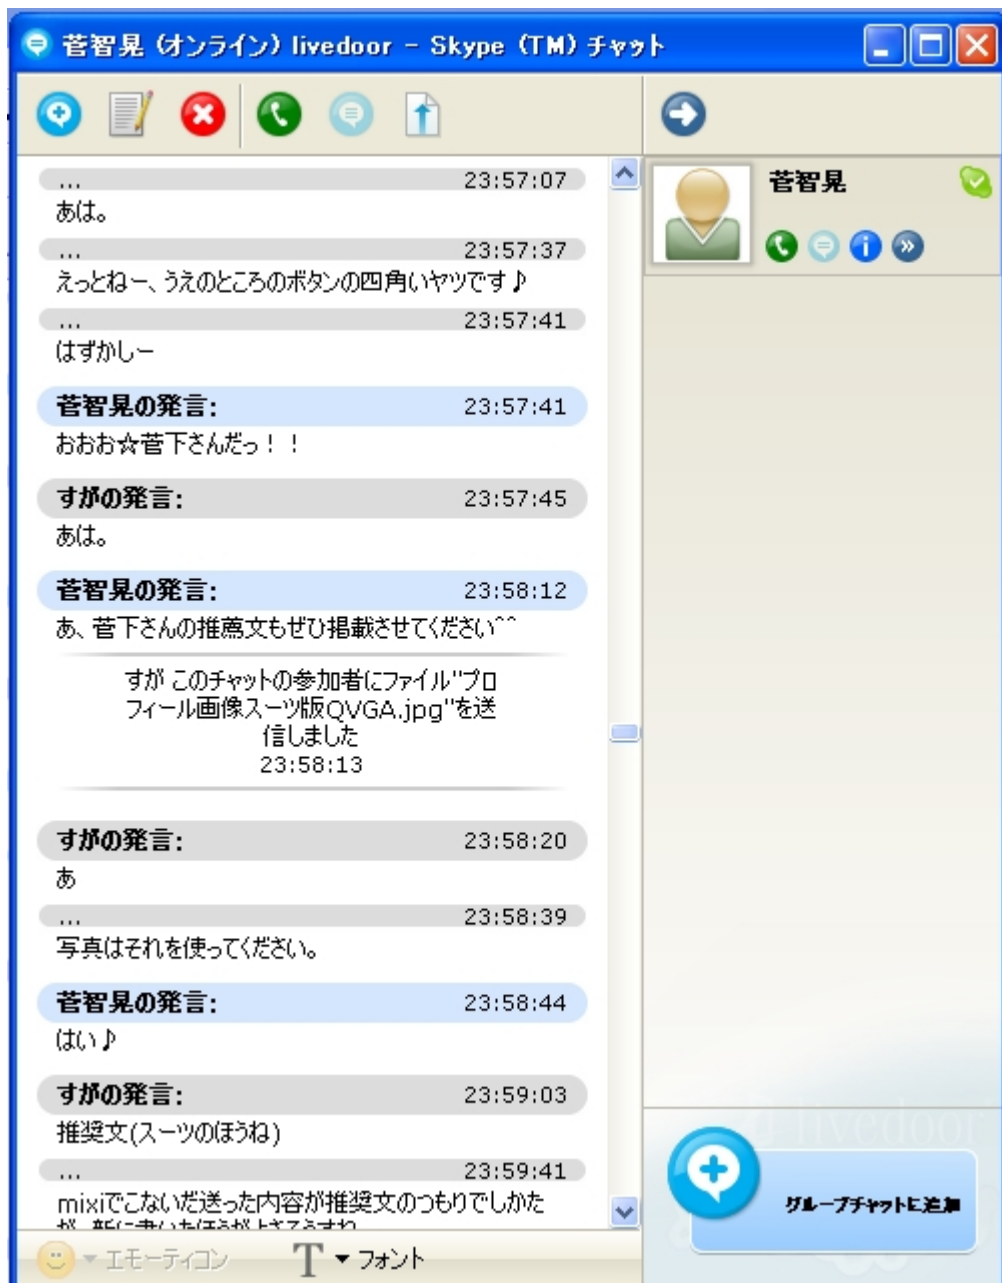 菅智晃 (オンライン) livedoor - Skype (TM) チャット
菅智晃
... 23:57:07
あは。
... 23:57:37
えっとねー、うえのところのボタンの四角いヤツです♪
... 23:57:41
はずかしー
菅智晃の発言: 23:57:41
おおお☆菅下さんだっ！！
すがの発言: 23:57:45
あは。
菅智晃の発言: 23:58:12
あ、菅下さんの推薦文もぜひ掲載させてください^^
すが このチャットの参加者にファイル"プロ
フィール画像スーツ版QVGA.jpg"を送
信しました
23:58:13
すがの発言: 23:58:20
あ
... 23:58:39
写真はそれを使ってください。
菅智晃の発言: 23:58:44
はい♪
すがの発言: 23:59:03
推奨文(スーツのほうね)
... 23:59:41
mixiでこないだ送った内容が推奨文のつもりでしかた
livedoor
グループチャットに追加
エモーティコン
T フォント